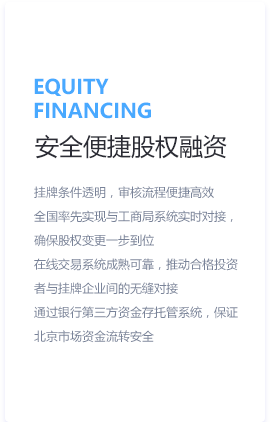 EQUITY
FINANCING
安全便捷股权融资
挂牌条件透明，审核流程便捷高效
全国率先实现与工商局系统实时对接，
确保股权变更一步到位
在线交易系统成熟可靠，推动合格投资
者与挂牌企业间的无缝对接
通过银行第三方资金存托管系统，保证
北京市场资金流转安全